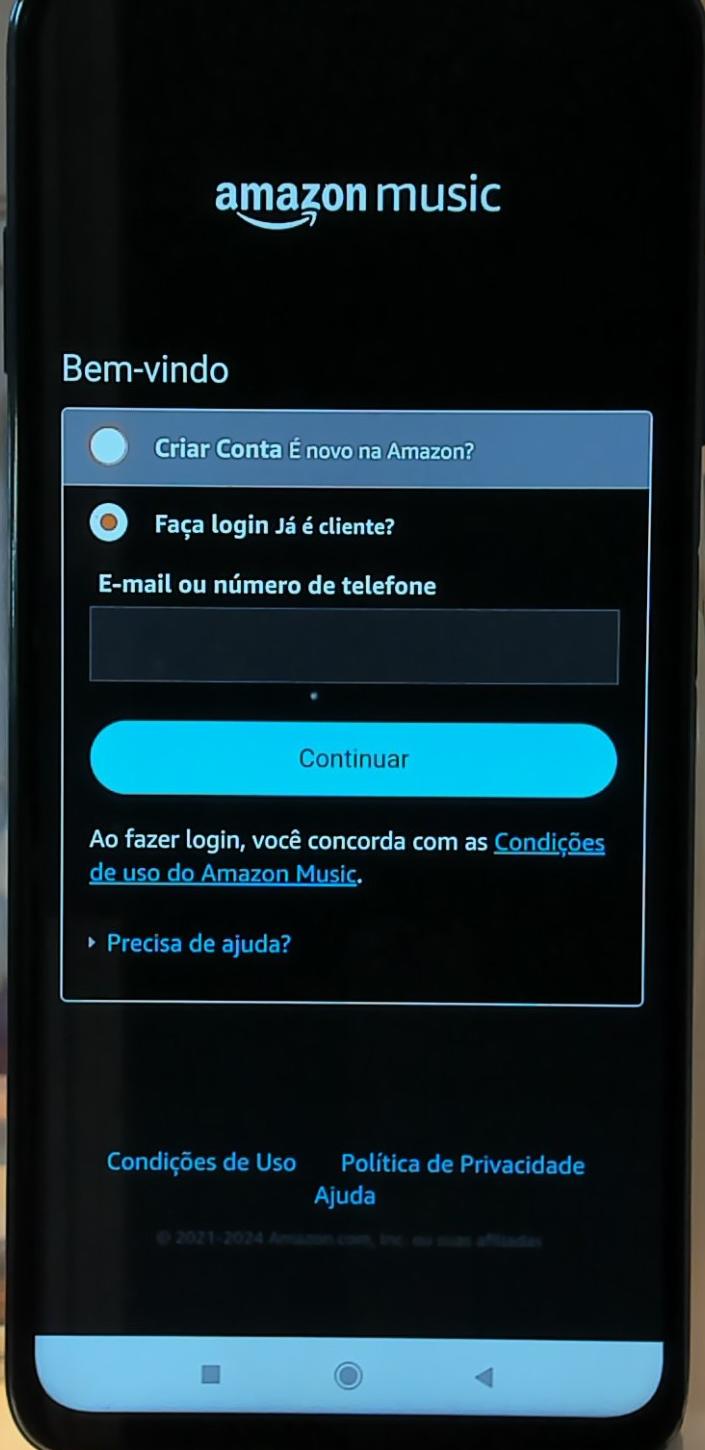 amazon music
Bem-vindo
Criar Conta É novo na Amazon?
Faça login Já é cliente?
E-mail ou número de telefone
Continuar
Ao fazer login, você concorda com as Condições
de uso do Amazon Music.
Precisa de ajuda?
Condições de Uso Política de Privacidade
Ajuda
© 2021-2024 Amazon.com, Inc. ou suas afiliadas